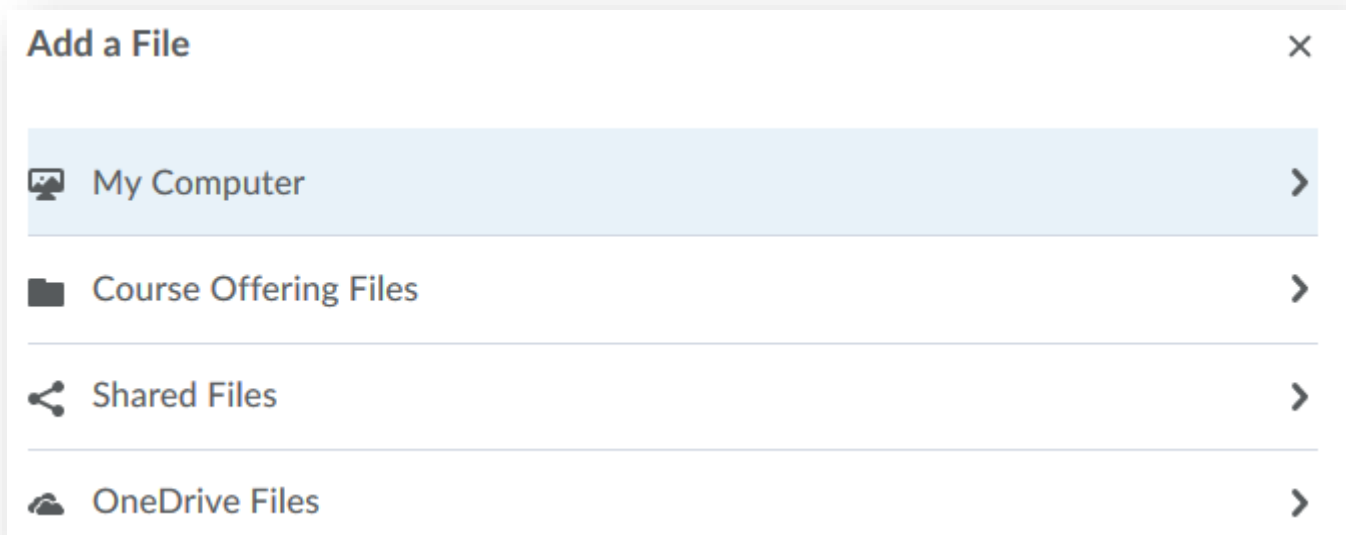 Add a File
My Computer
Course Offering Files
Shared Files
OneDrive Files